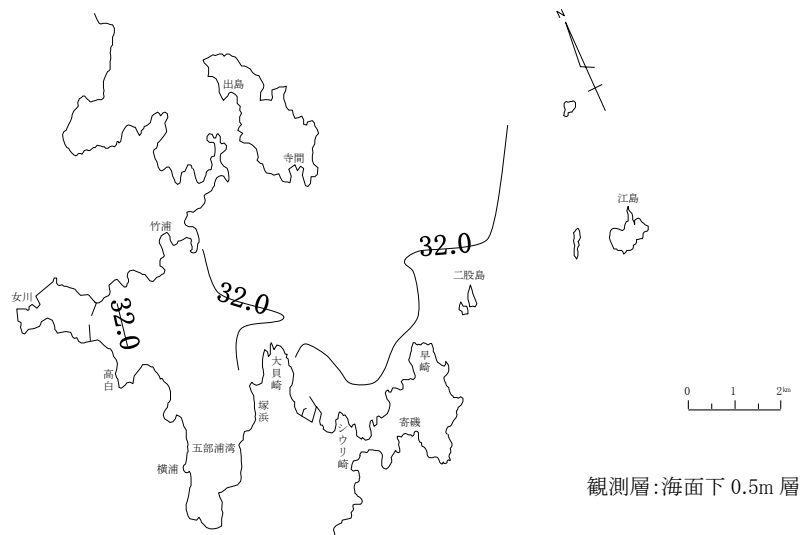 N
出島
寺間
江島
竹浦
32.0
二股島
女川
32.0
32.0
早崎
大貝崎
高白
塚浜
寄磯
シウリ崎
五部浦湾
横浦
0 1 2km
観測層:海面下 0.5m 層